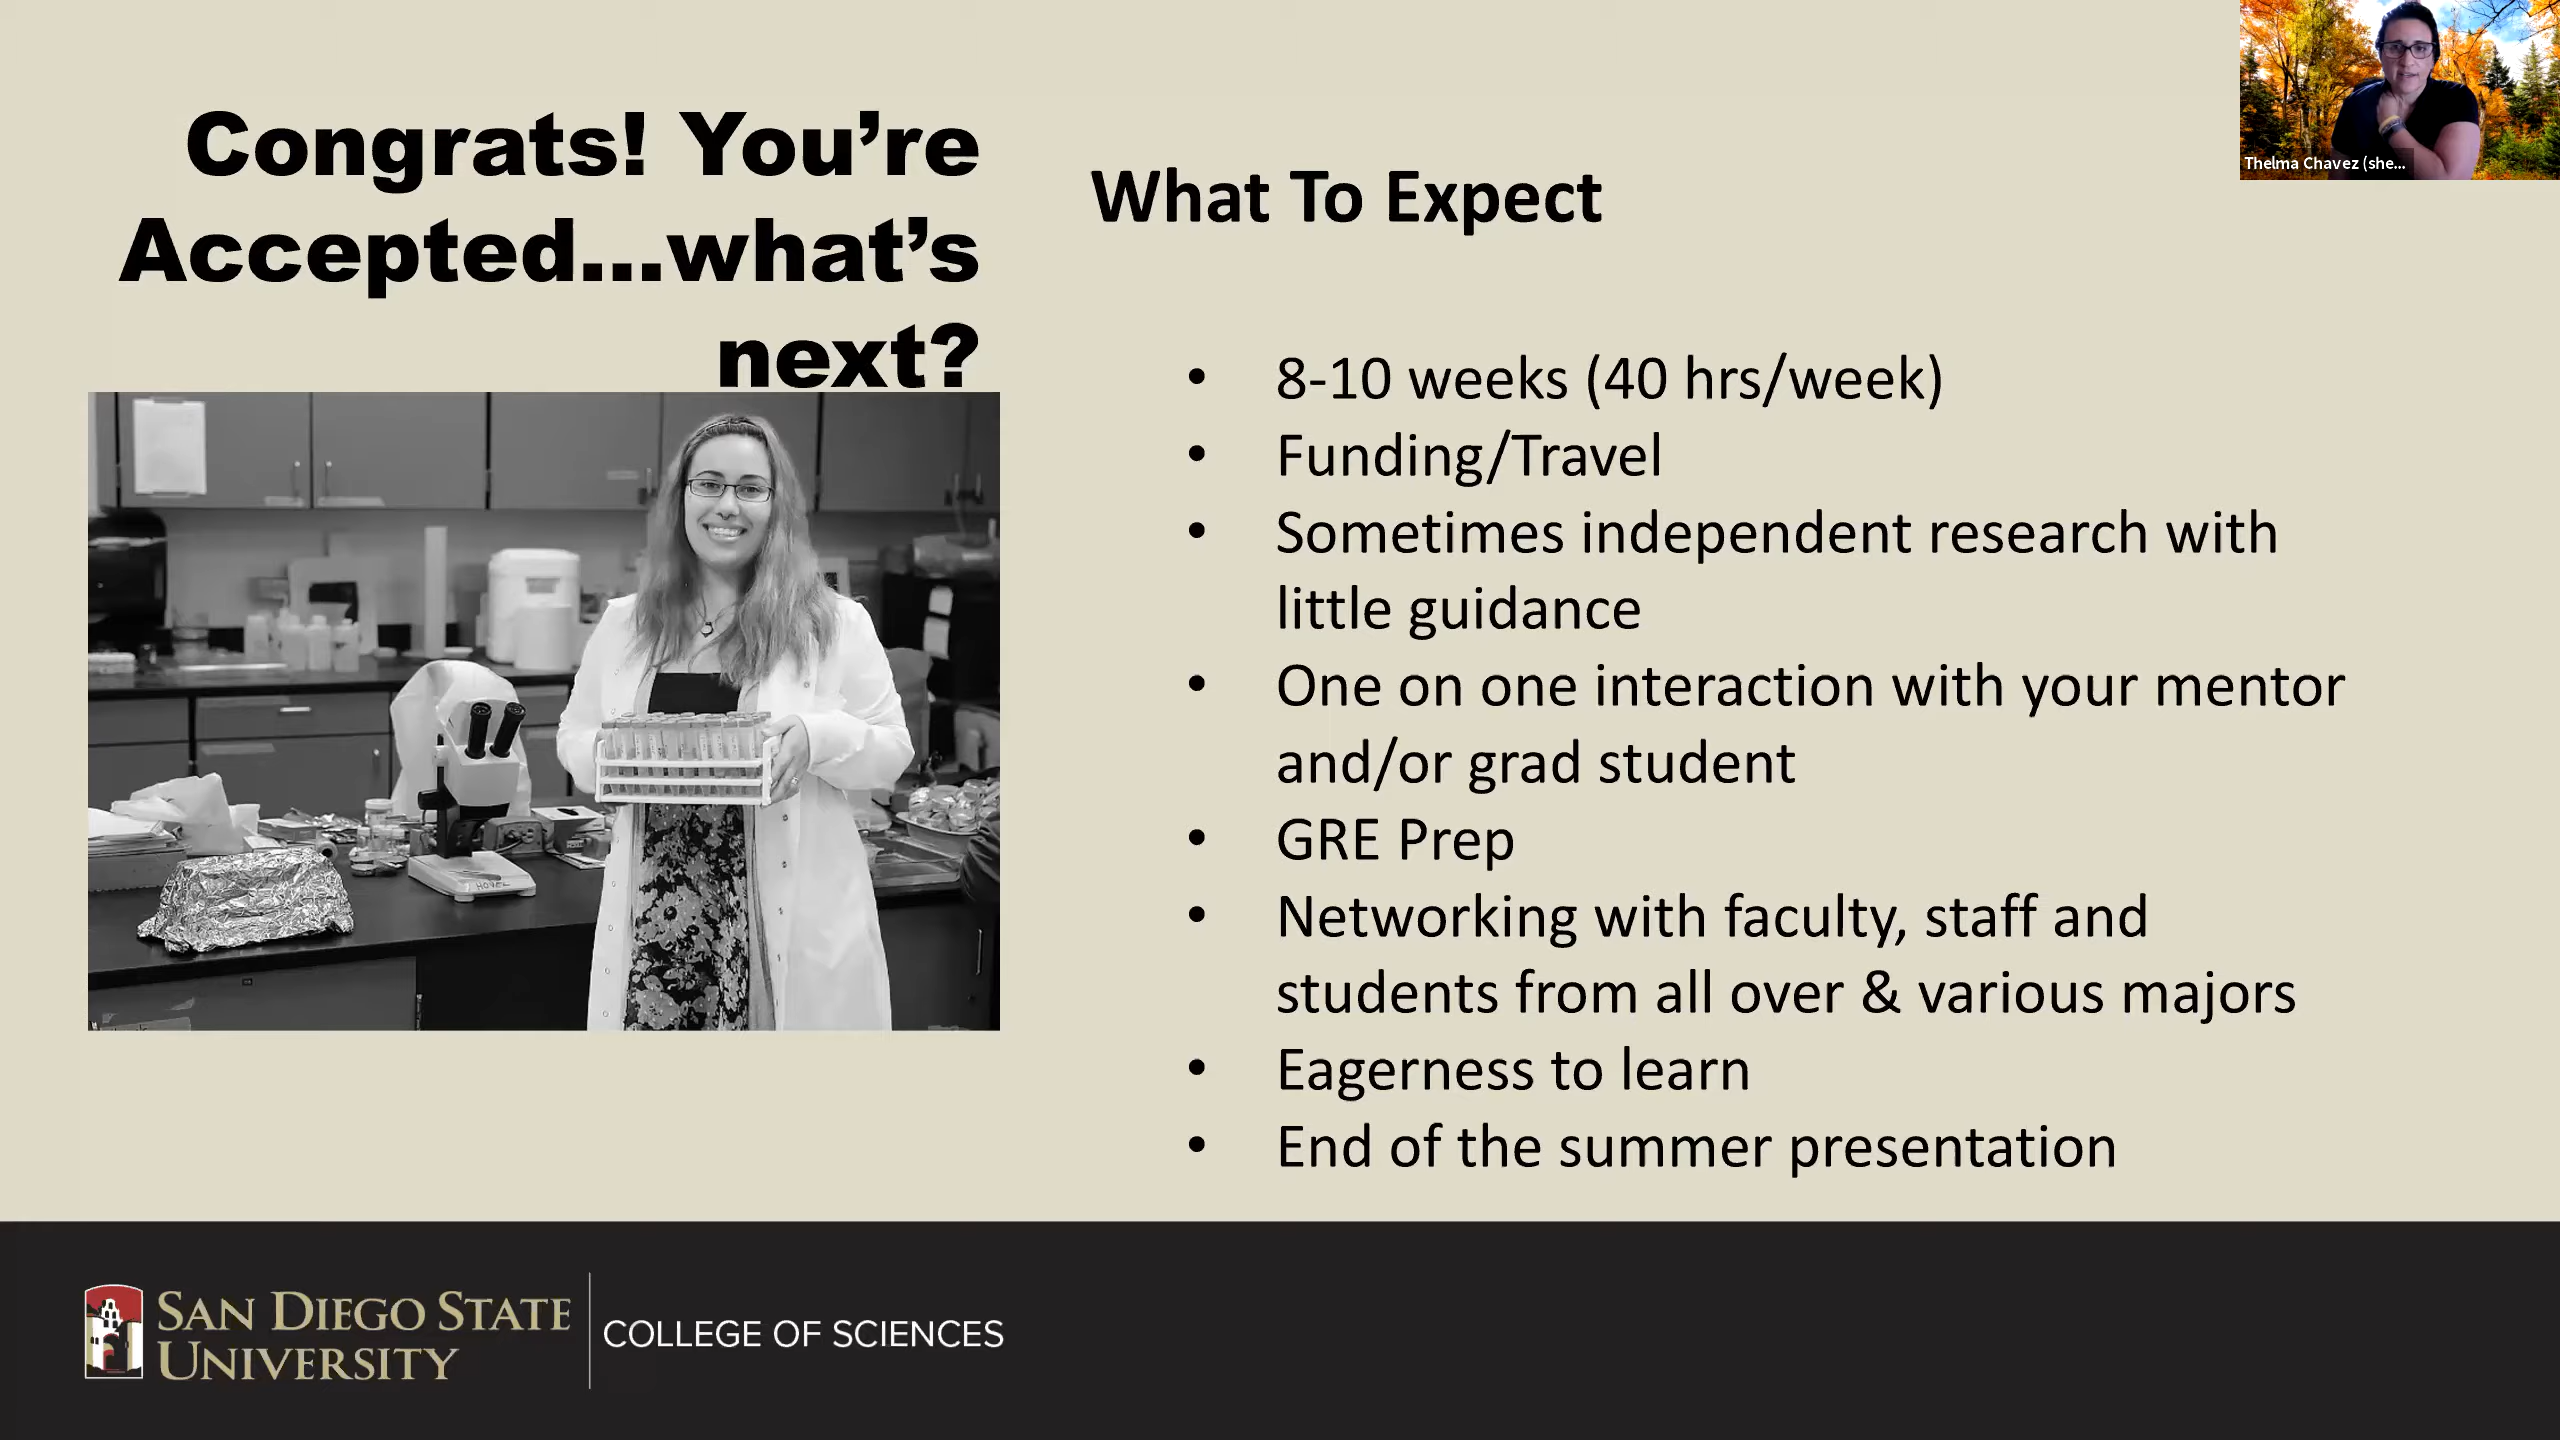 Congrats! You’re
Accepted...what’s
next?
Thelma Chavez (she...
What To Expect
• 8-10 weeks (40 hrs/week)
• Funding/Travel
• Sometimes independent research with
little guidance
• One on one interaction with your mentor
and/or grad student
• GRE Prep
• Networking with faculty, staff and
students from all over & various majors
• Eagerness to learn
• End of the summer presentation
HOVEL
SAN DIEGO STATE
UNIVERSITY
COLLEGE OF SCIENCES